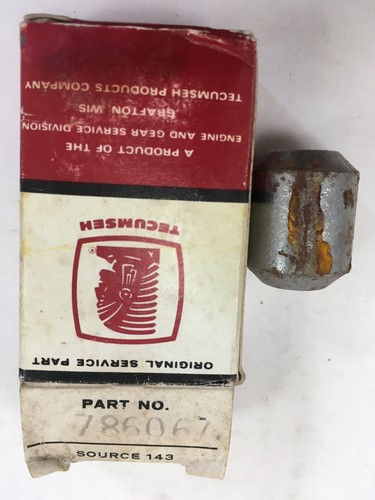 A PRODUCT OF THE
ENGINE AND GEAR SERVICE DIVISION
GRAFTON, WIS
TECUMSEH PRODUCTS COMPANY
ORIGINAL SERVICE PART
TECUMSEH
PART NO.
786067
SOURCE 143